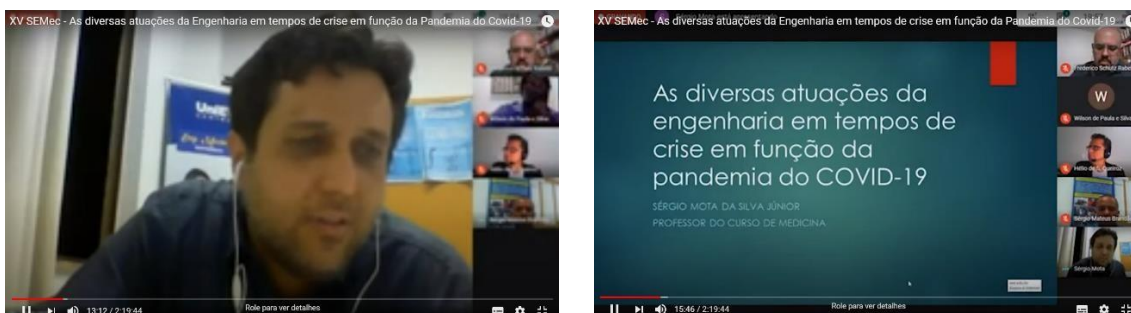 XV SEMec - As diversas atuações da Engenharia em tempos de crise em função da Pandemia do Covid-19
13:12 / 2:19:44
Role para ver detalhes
XV SEMec - As diversas atuações da Engenharia em tempos de crise em função da Pandemia do Covid-19
As diversas atuações da
engenharia em tempos de
crise em função da
pandemia do COVID-19
SÉRGIO MOTA DA SILVA JÚNIOR
PROFESSOR DO CURSO DE MEDICINA
W
Wilson de Paula e Silva
Sérgio Mota
15:46 / 2:19:44
Role para ver detalhes